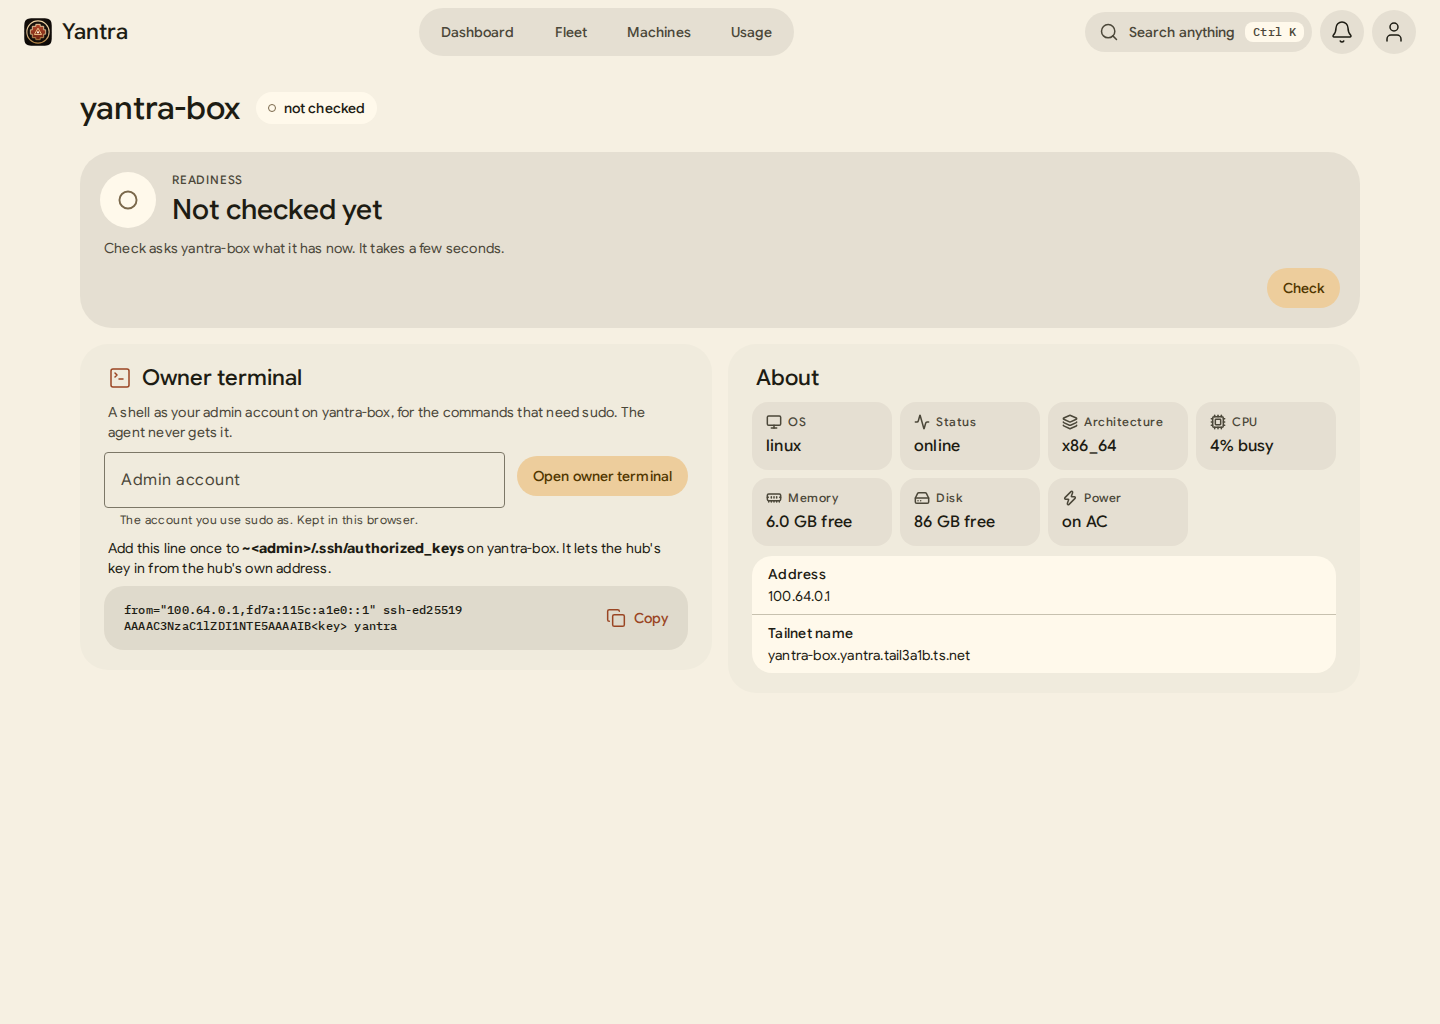 Yantra
Dashboard
Fleet
Machines
Usage
Search anything
Ctrl K
yantra-box
not checked
READINESS
Not checked yet
Check asks yantra-box what it has now. It takes a few seconds.
Check
Owner terminal
A shell as your admin account on yantra-box, for the commands that need sudo. The
agent never gets it.
Admin account
Open owner terminal
The account you use sudo as. Kept in this browser.
Add this line once to ~<admin>/.ssh/authorized_keys on yantra-box. It lets the hub's
key in from the hub's own address.
from="100.64.0.1,fd7a:115c:a1e0::1" ssh-ed25519
AAAAC3NzaC1lZDI1NTE5AAAAIB<key> yantra
Copy
About
OS
linux
Status
online
Architecture
x86_64
CPU
4% busy
Memory
6.0 GB free
Disk
86 GB free
Power
on AC
Address
100.64.0.1
Tailnet name
yantra-box.yantra.tail3a1b.ts.net